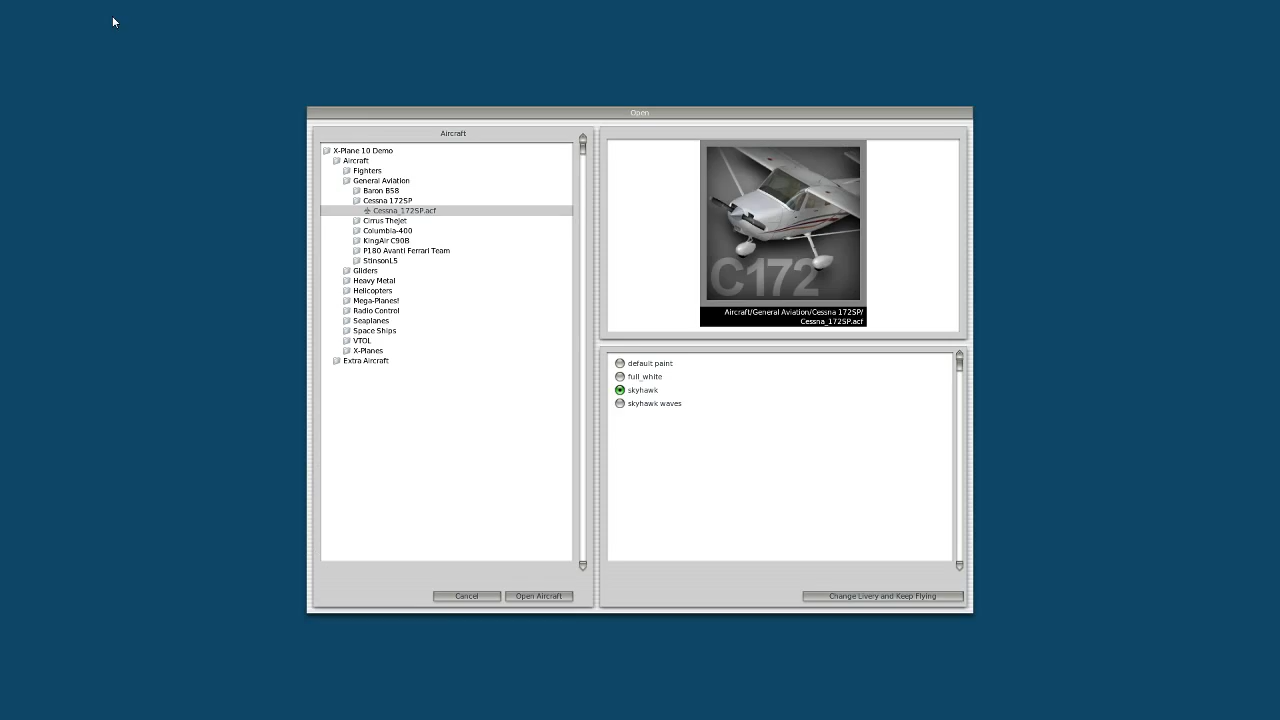 Open
Aircraft
X-Plane 10 Demo
Aircraft
Fighters
General Aviation
Baron B58
Cessna 172SP
Cessna_172SP.acf
Cirrus TheJet
Columbia-400
KingAir C90B
P180 Avanti Ferrari Team
StinsonL5
Gliders
Heavy Metal
Helicopters
Mega-Planes!
Radio Control
Seaplanes
Space Ships
VTOL
X-Planes
Extra Aircraft
Cancel
Open Aircraft
C172
Aircraft/General Aviation/Cessna 172SP/
Cessna_172SP.acf
default paint
full_white
skyhawk
skyhawk waves
Change Livery and Keep Flying